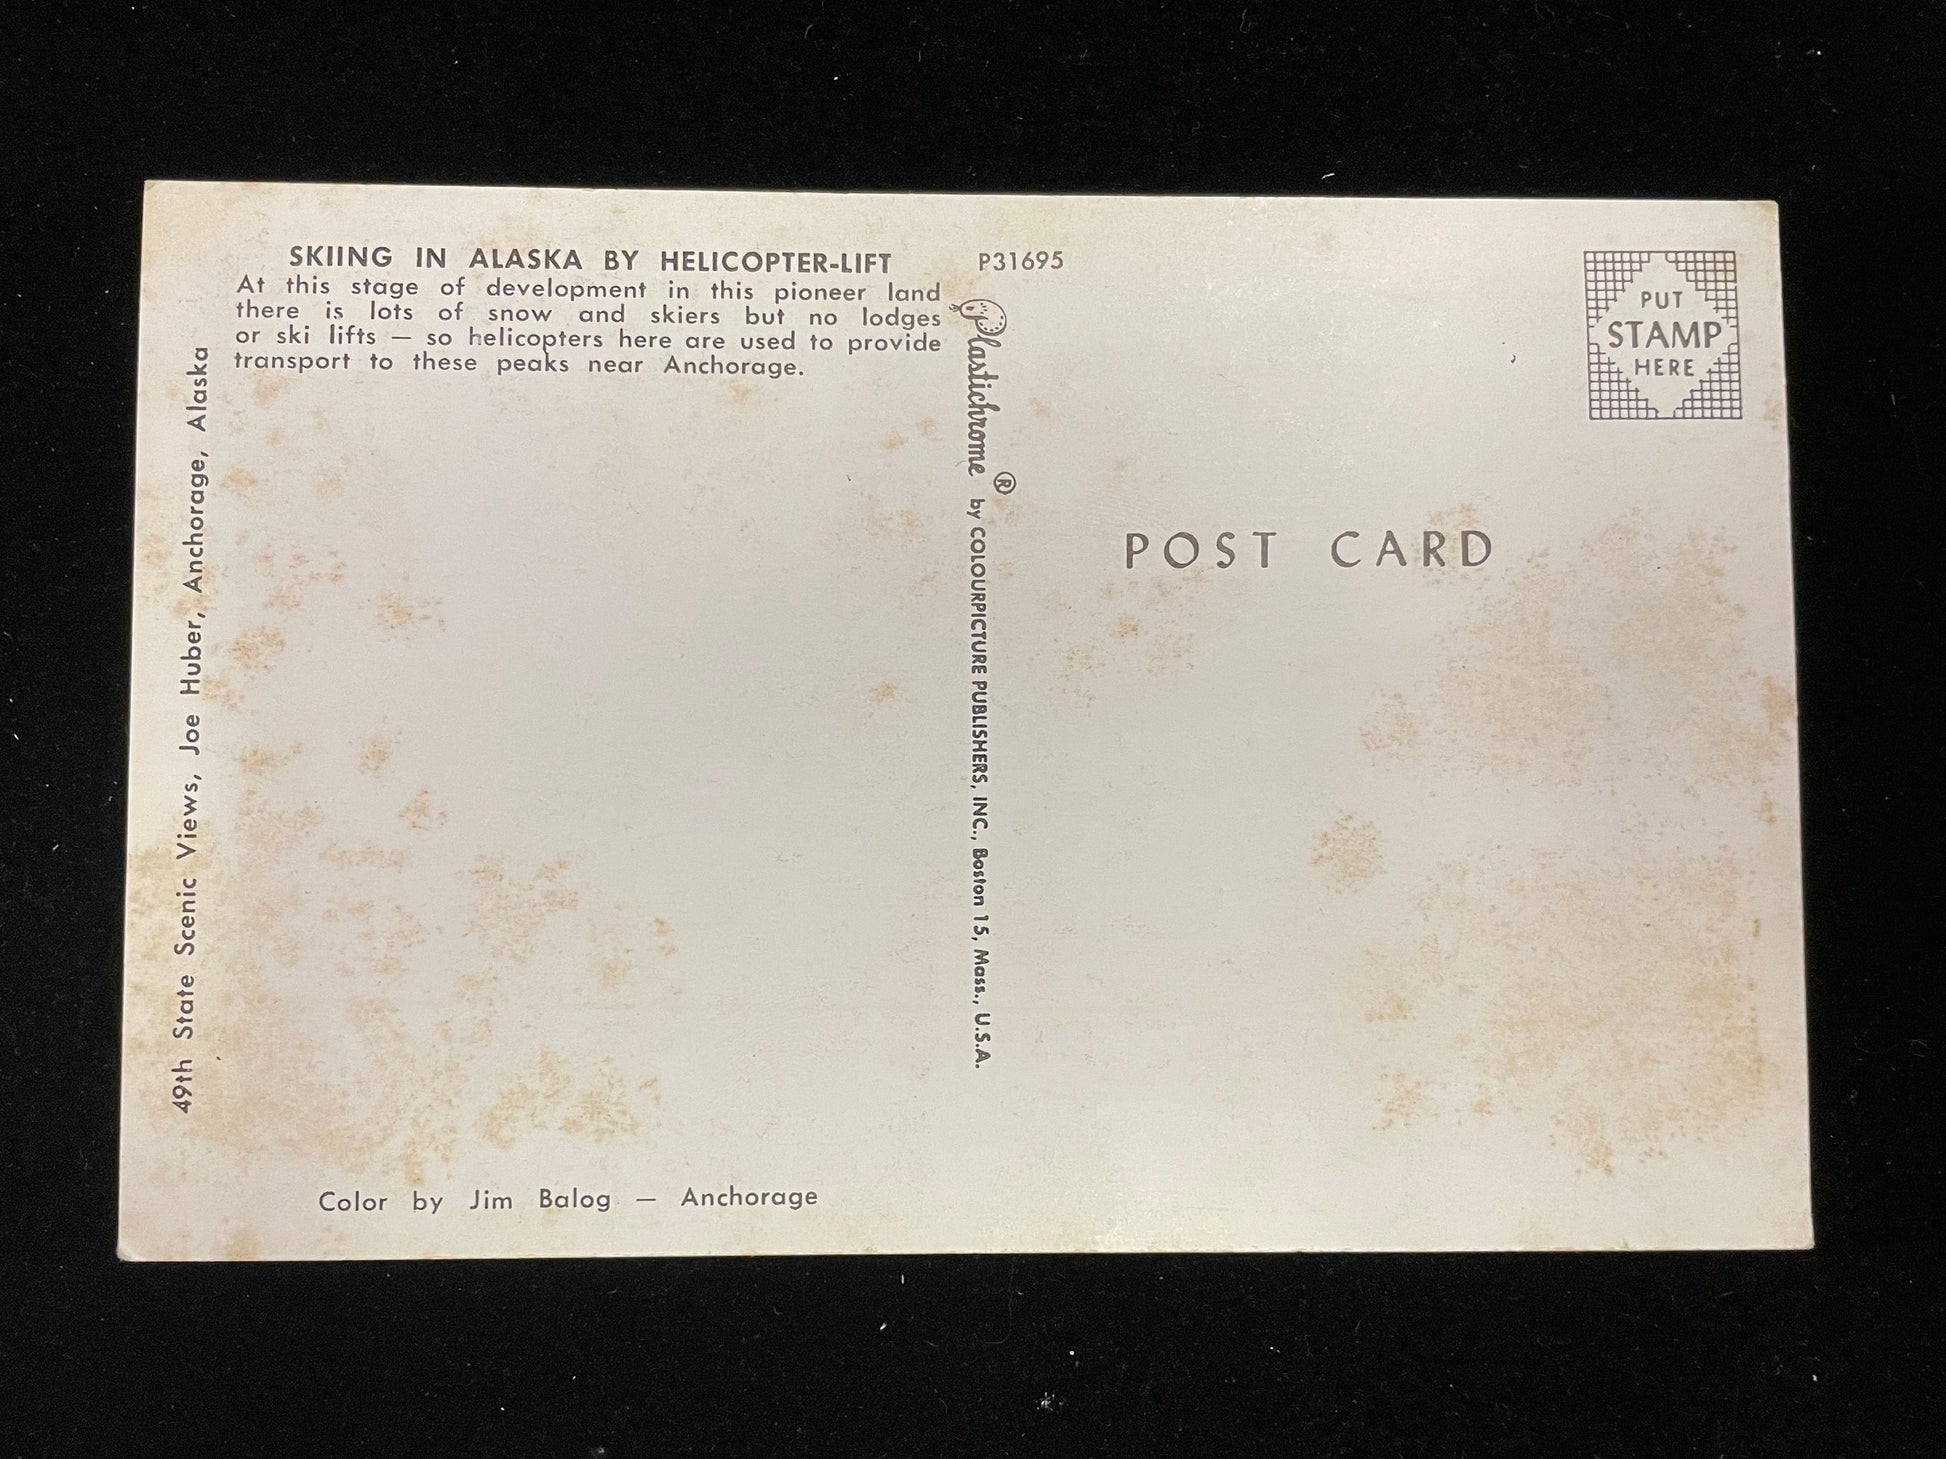 SKIING IN ALASKA BY HELICOPTER-LIFT
At this stage of development in this pioneer land
there is lots of snow and skiers but no lodges
or ski lifts — so helicopters here are used to provide
transport to these peaks near Anchorage.
49th State Scenic Views, Joe Huber, Anchorage, Alaska
Color by Jim Balog — Anchorage
P31695
Plastichrome ® by COLOURPICTURE PUBLISHERS, INC., Boston 15, Mass., U.S.A.
PUT
STAMP
HERE
POST CARD